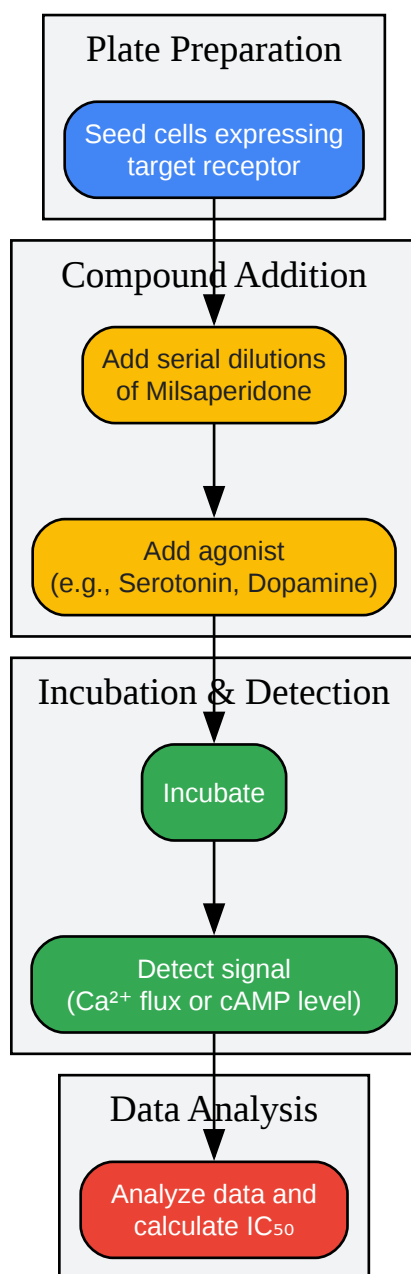 Plate Preparation
Seed cells expressing
target receptor
Compound Addition
Add serial dilutions
of Milsaperidone
Add agonist
(e.g., Serotonin, Dopamine)
Incubation & Detection
Incubate
Detect signal
(Ca²⁺ flux or cAMP level)
Data Analysis
Analyze data and
calculate IC₅₀